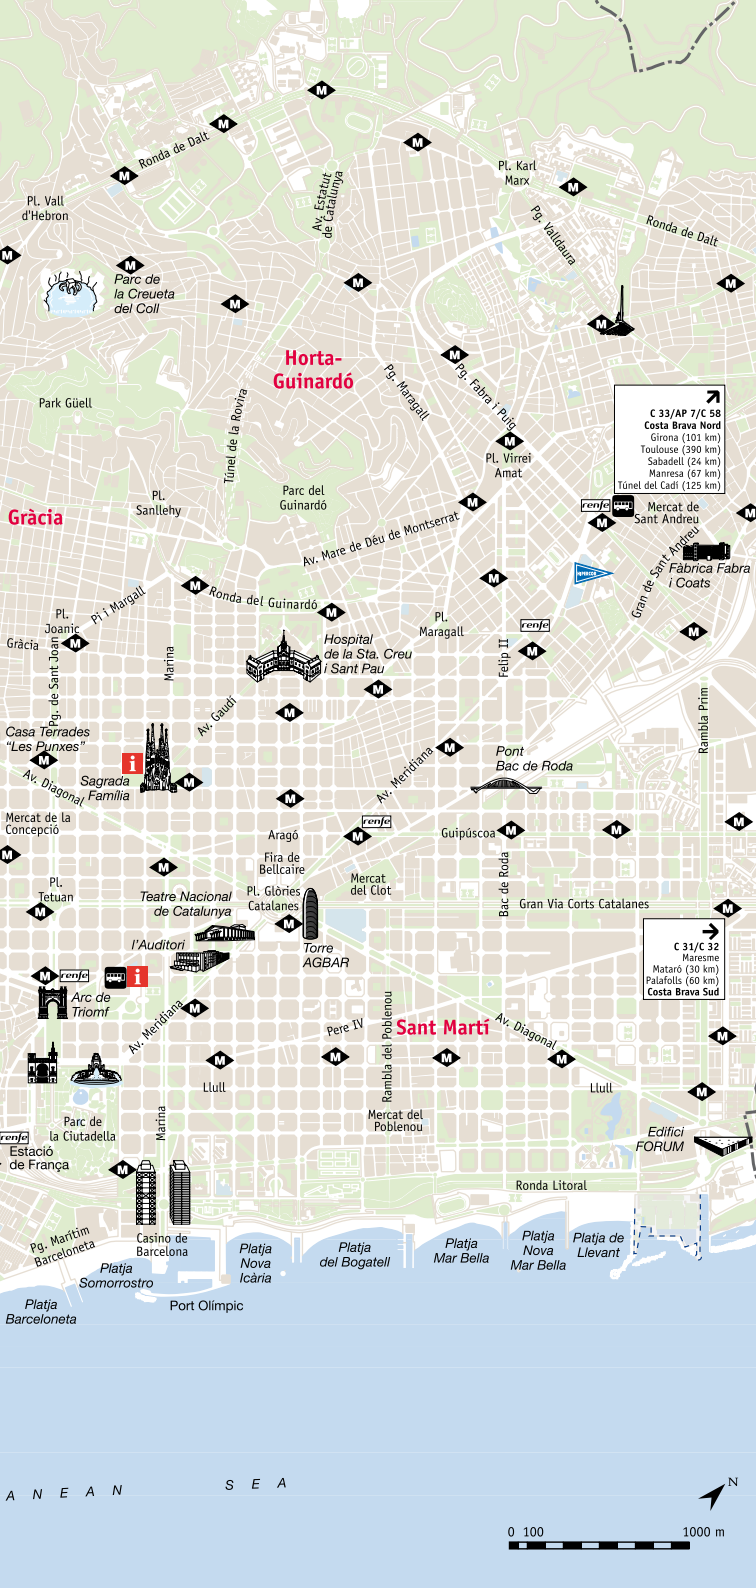 M
M
Ronda de Dalt
M
M
Pl. Karl
Marx
M
Pl. Vall
d'Hebron
Av. Estatut
de Catalunya
Pg. Valldaura
Ronda de Dalt
M
M
Parc de
la Creueta
del Coll
M
M
M
M
Horta-
Guinardó
M
Pg. Maragall
Pg. Fabra i Puig
C 33/AP 7/C 58
Costa Brava Nord
Girona (101 km)
Toulouse (390 km)
Sabadell (24 km)
Manresa (67 km)
Túnel del Cadí (125 km)
Park Güell
Túnel de la Rovira
M
Pl. Virrei
Amat
Pl.
Sanllehy
Parc del
Guinardó
M
renfe
Mercat de
Sant Andreu
M
M
Gràcia
Av. Mare de Déu de Montserrat
Gran de Sant Andreu
Fàbrica Fabra
i Coats
HIPERCOR
M
M
Pi i Margall
Ronda del Guinardó
M
Pl.
Joanic
M
Gràcia
Pg. de Sant Joan
Marina
Hospital
de la Sta. Creu
i Sant Pau
Pl.
Maragall
renfe
M
Felip II
M
M
M
Av. Gaudí
Rambla Prim
Casa Terrades
“Les Punxes”
M
i
Sagrada
Família
M
Av. Diagonal
Av. Meridiana
M
Pont
Bac de Roda
M
Mercat de la
Concepció
M
Aragó
renfe
M
Guipúscoa
M
M
M
Fira de
Bellcaire
M
Bac de Roda
Pl.
Tetuan
M
Teatre Nacional
de Catalunya
Pl. Glòries
Catalanes
M
Mercat
del Clot
Gran Via Corts Catalanes
M
l’Auditori
Torre
AGBAR
C 31/C 32
Maresme
Mataró (30 km)
Palafolls (60 km)
Costa Brava Sud
M
renfe
i
Arc de
Triomf
Av. Meridiana
M
Pere IV
Rambla del Poblenou
Sant Martí
Av. Diagonal
M
M
M
M
M
Llull
Llull
M
Parc de
la Ciutadella
Marina
Mercat del
Poblenou
Edifici
FORUM
renfe
Estació
de França
M
Ronda Litoral
Pg. Marítim
Barceloneta
Casino de
Barcelona
Platja
Somorrostro
Platja
Nova
Icària
Platja
del Bogatell
Platja
Mar Bella
Platja
Nova
Mar Bella
Platja de
Llevant
Platja
Barceloneta
Port Olímpic
A N E A N S E A
N
0 100 1000 m